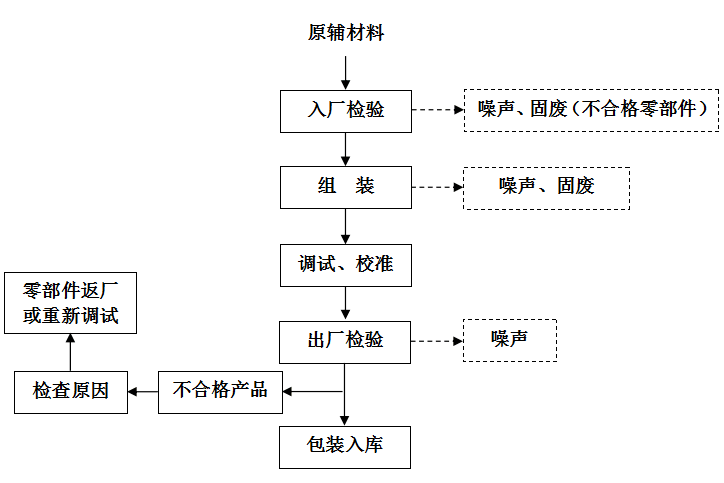 原辅材料
入厂检验
噪声、固废（不合格零部件）
组　装
噪声、固废
调试、校准
零部件返厂
或重新调试
出厂检验
噪声
检查原因
不合格产品
包装入库